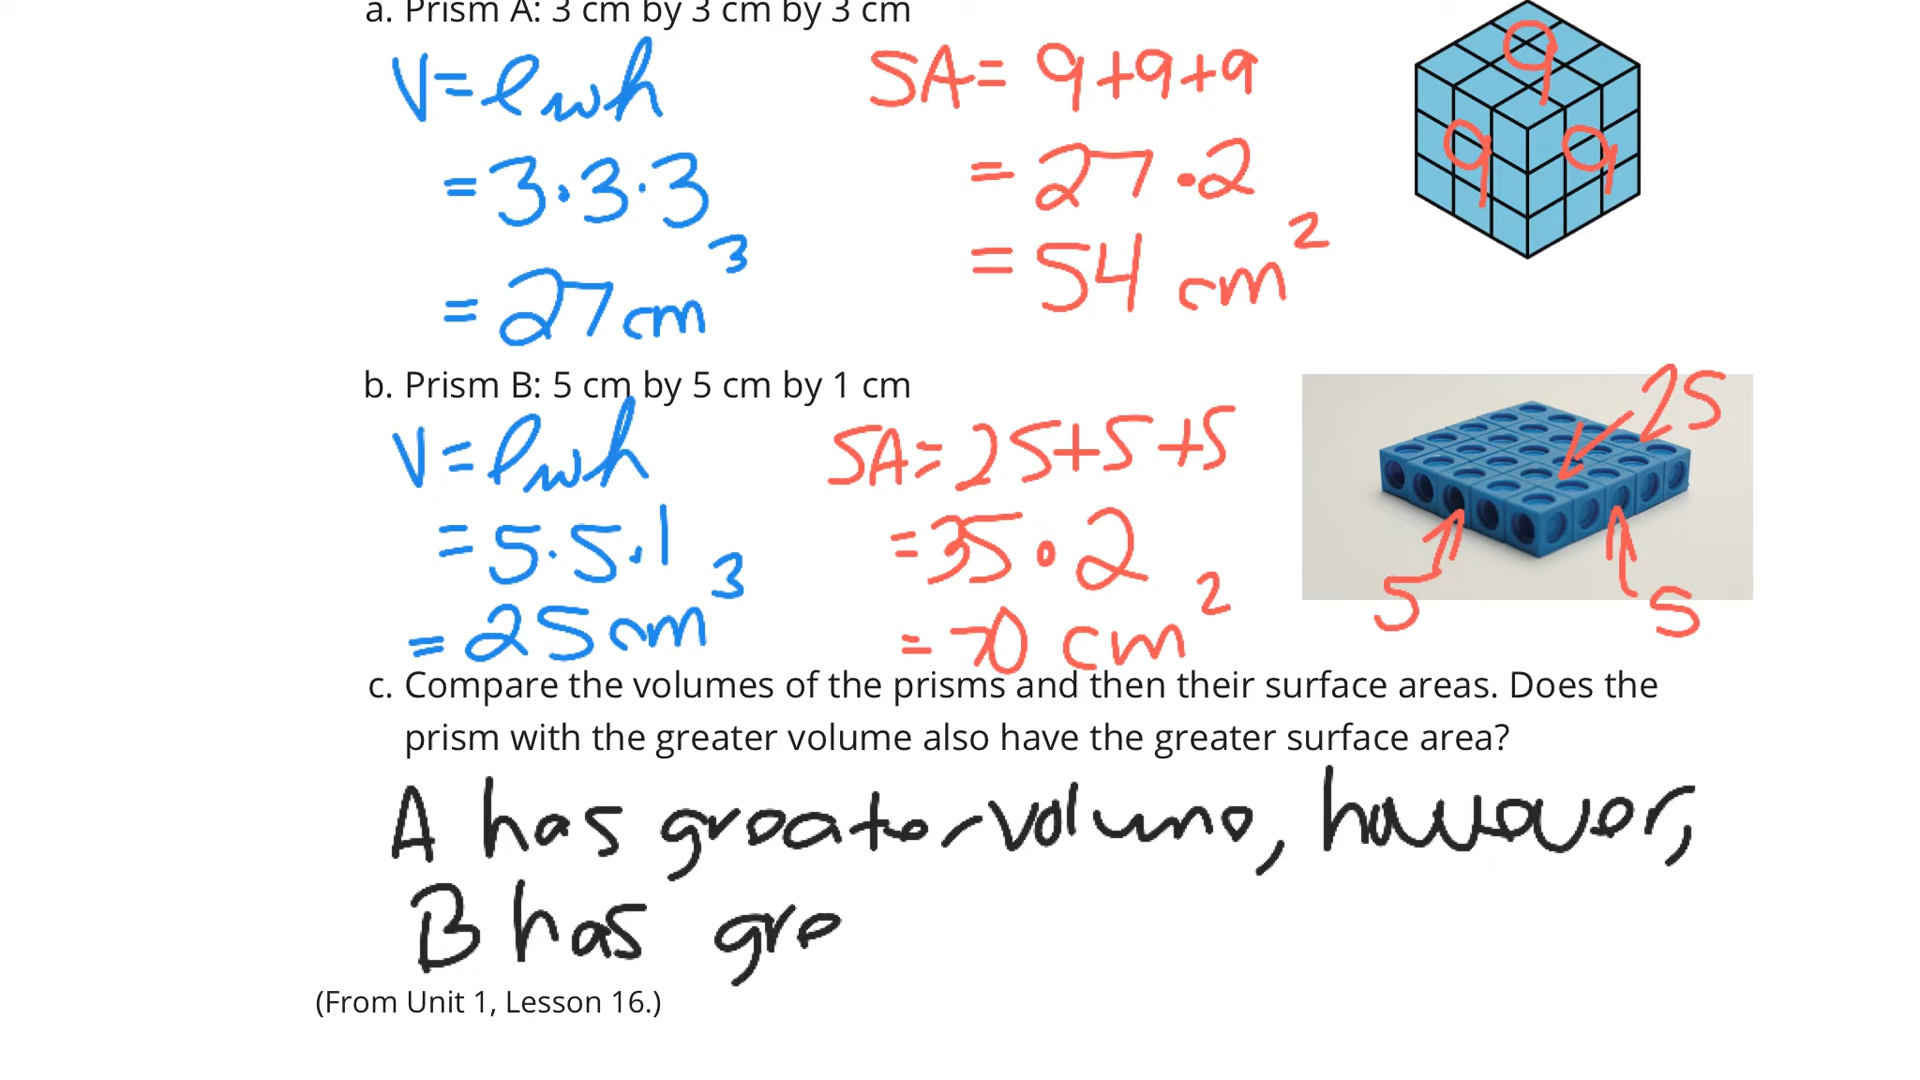 a. Prism A: 3 cm by 3 cm by 3 cm
V = lwh
= 3·3·3
= 27 cm³
SA = 9+9+9
= 27·2
= 54 cm²
9
9
9
b. Prism B: 5 cm by 5 cm by 1 cm
V = lwh
= 5·5·1
= 25 cm³
SA = 25+5+5
= 35·2
= 70 cm²
25
5
5
c. Compare the volumes of the prisms and then their surface areas. Does the
prism with the greater volume also have the greater surface area?
A has greater volume, however,
B has gre
(From Unit 1, Lesson 16.)